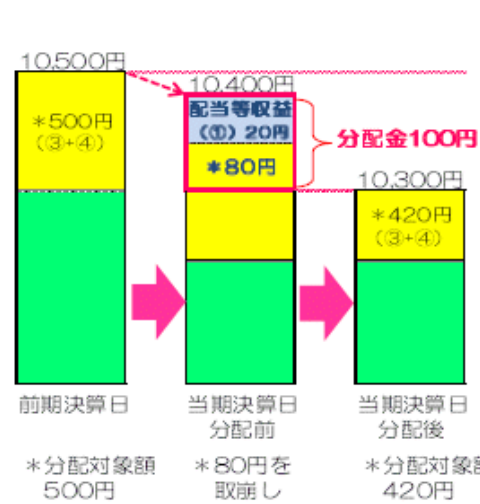 10,500円
10,400円
配当等収益
(①) 20円
*500円
(③+④)
*80円
分配金100円
10,300円
*420円
(③+④)
前期決算日
当期決算日
分配前
当期決算日
分配後
*分配対象額
500円
*80円を
取崩し
*分配対象額
420円